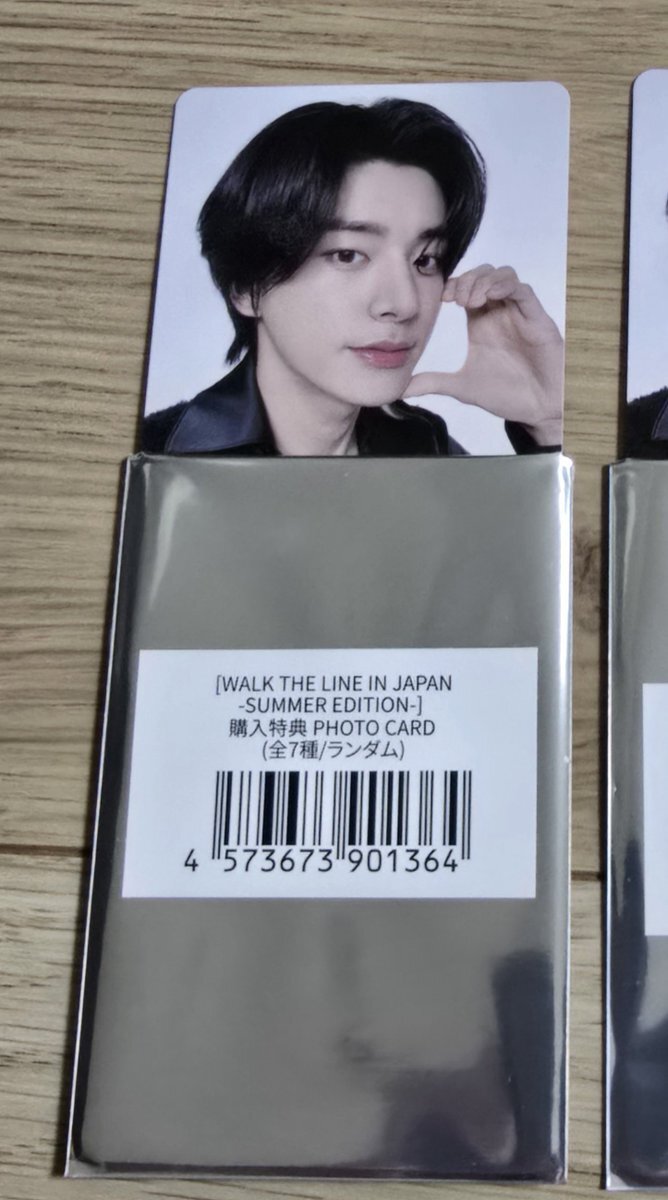 [WALK THE LINE IN JAPAN
-SUMMER EDITION-]
購入特典 PHOTO CARD
(全7種/ランダム)
4 573673 901364